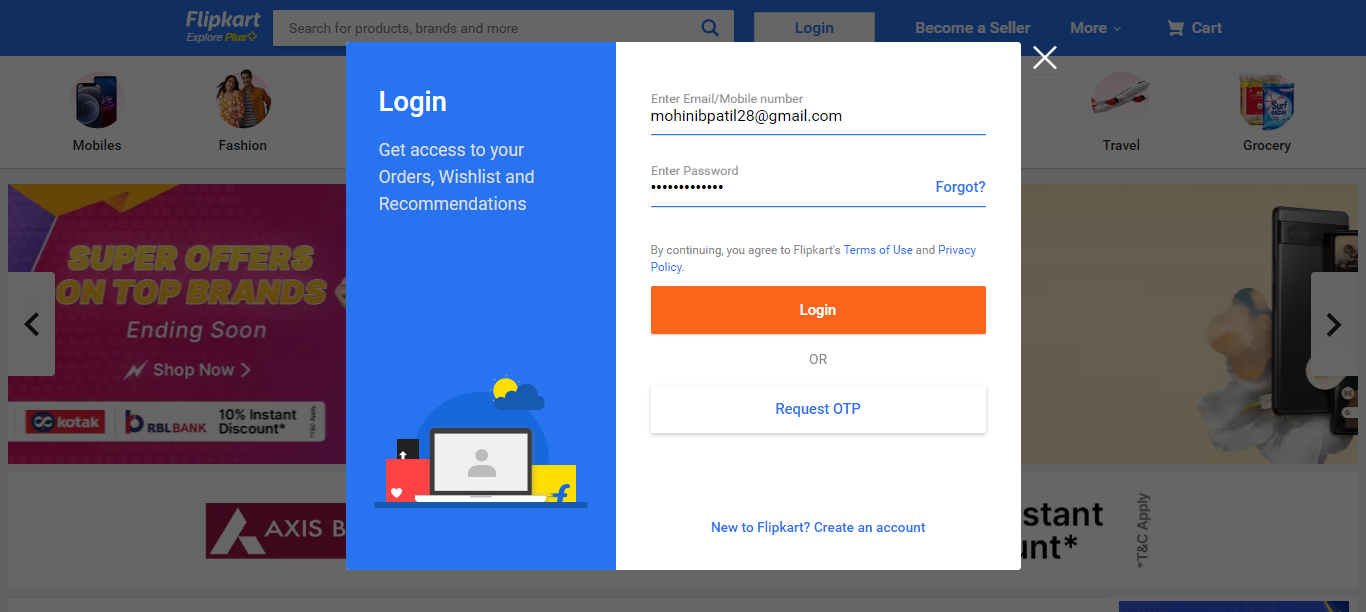 Flipkart
Explore Plus
Search for products, brands and more
Login
Become a Seller
More
Cart
Mobiles
Fashion
Travel
Grocery
Surf
excel
SUPER OFFERS
ON TOP BRANDS
Ending Soon
Shop Now
kotak
RBLBANK
10% Instant
Discount*
*T&C Apply
Login
Get access to your
Orders, Wishlist and
Recommendations
Enter Email/Mobile number
mohinibpatil28@gmail.com
Enter Password
•••••••••••••
Forgot?
By continuing, you agree to Flipkart's Terms of Use and Privacy
Policy.
Login
OR
Request OTP
New to Flipkart? Create an account
AXIS B
stant
unt*
*T&C Apply